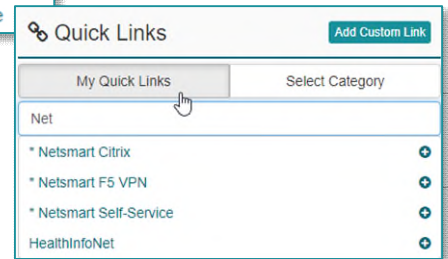 e
Quick Links
Add Custom Link
My Quick Links
Select Category
Net
* Netsmart Citrix
* Netsmart F5 VPN
* Netsmart Self-Service
HealthInfoNet